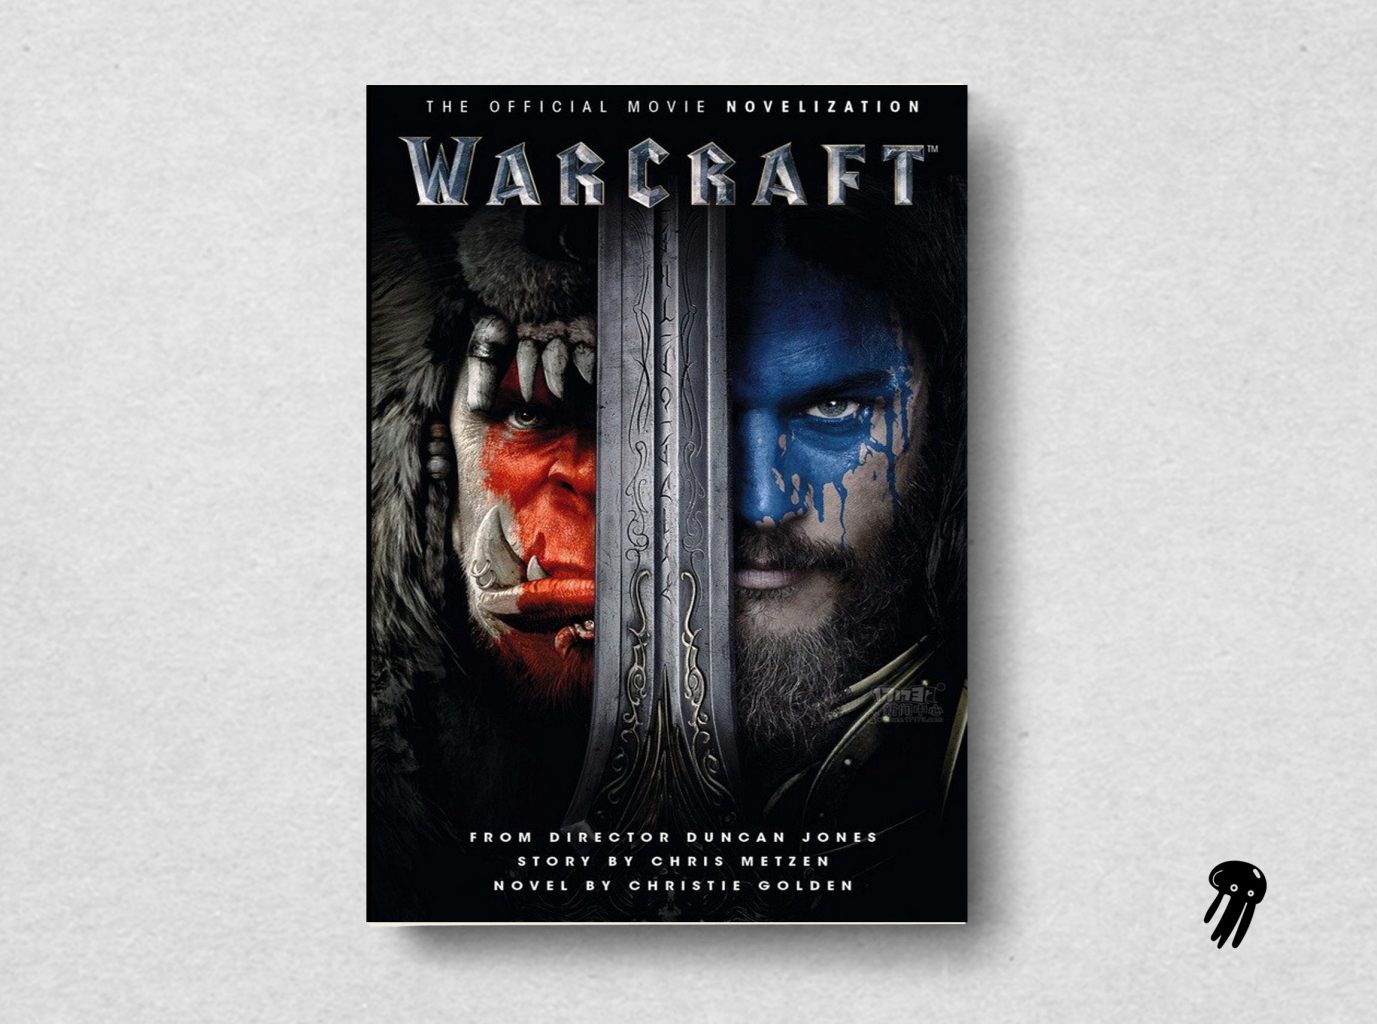 THE OFFICIAL MOVIE NOVELIZATION
WARCRAFT™
FROM DIRECTOR DUNCAN JONES
STORY BY CHRIS METZEN
NOVEL BY CHRISTIE GOLDEN